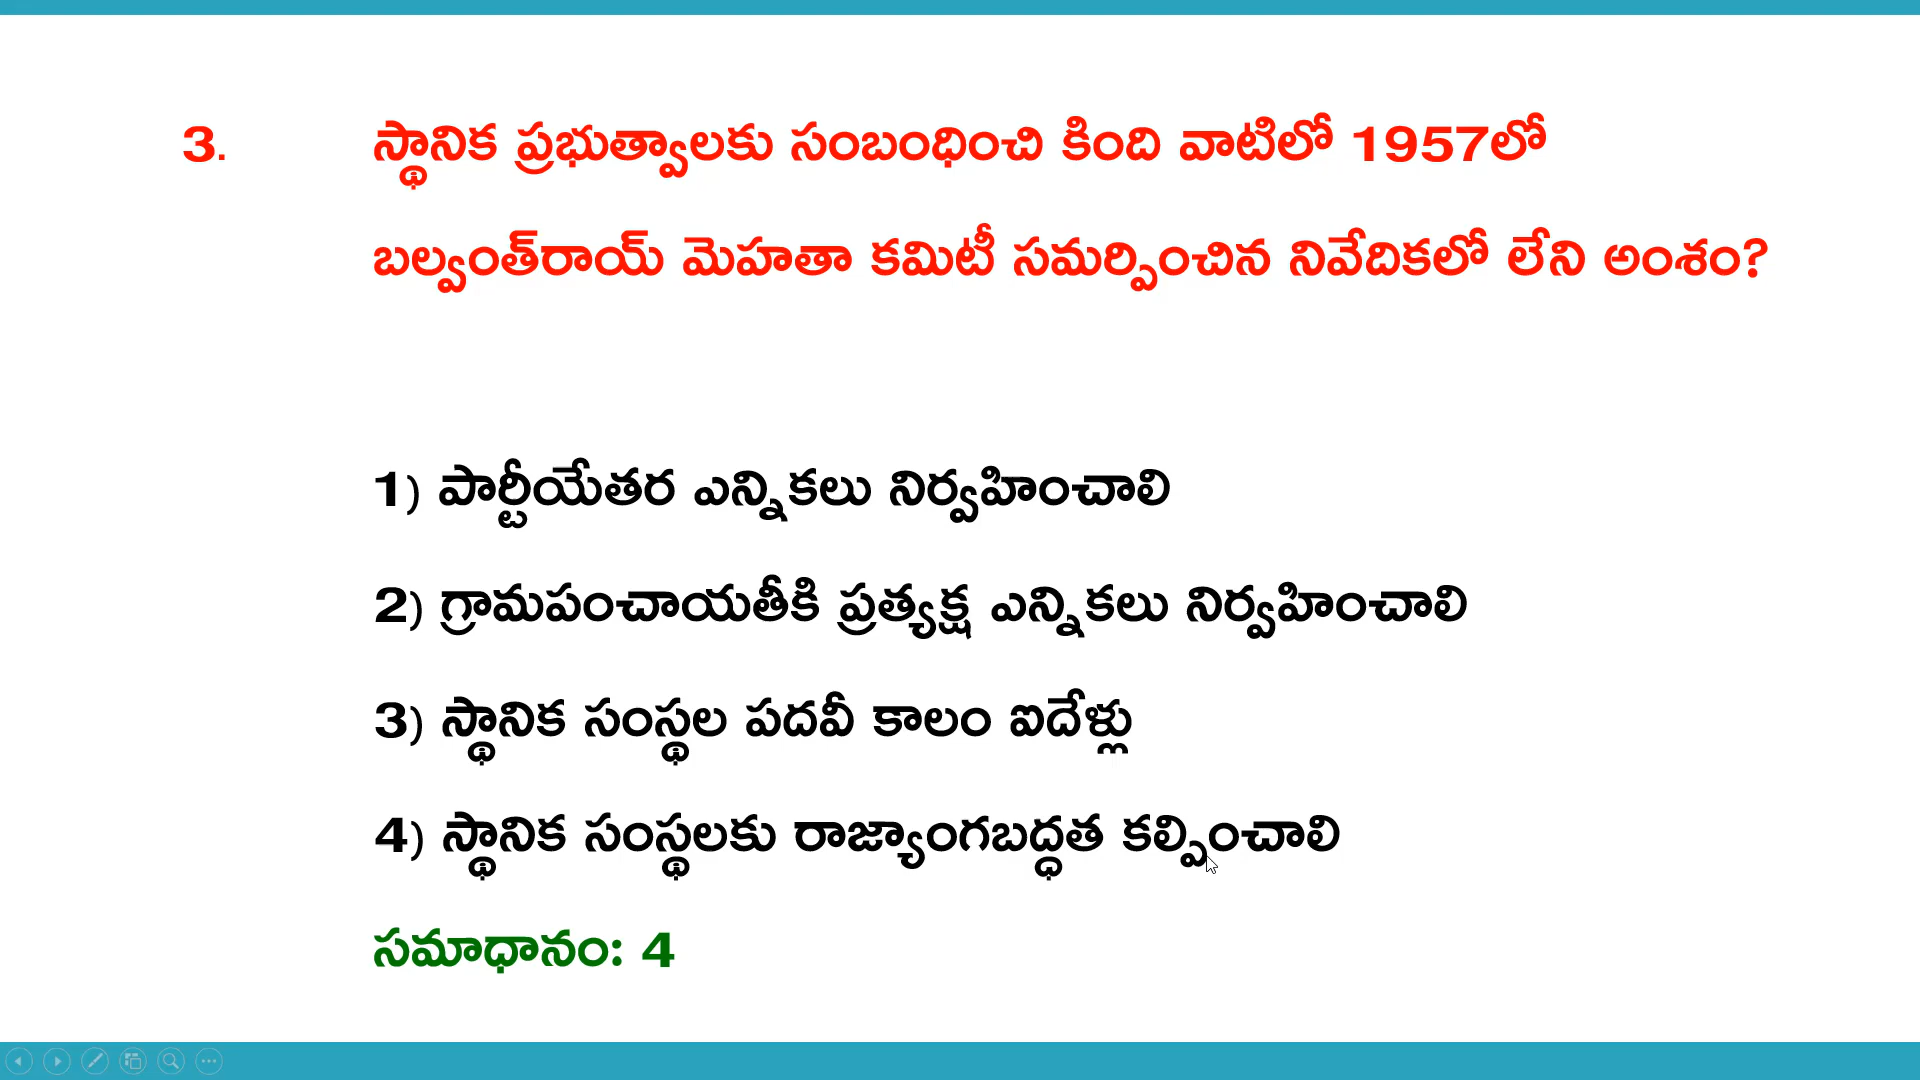 3. స్థానిక ప్రభుత్వాలకు సంబంధించి కింది వాటిలో 1957లో
బల్వంత్‌రాయ్ మెహతా కమిటీ సమర్పించిన నివేదికలో లేని అంశం?
1) పార్టీయేతర ఎన్నికలు నిర్వహించాలి
2) గ్రామపంచాయతీకి ప్రత్యక్ష ఎన్నికలు నిర్వహించాలి
3) స్థానిక సంస్థల పదవీ కాలం ఐదేళ్లు
4) స్థానిక సంస్థలకు రాజ్యాంగబద్ధత కల్పించాలి
సమాధానం: 4